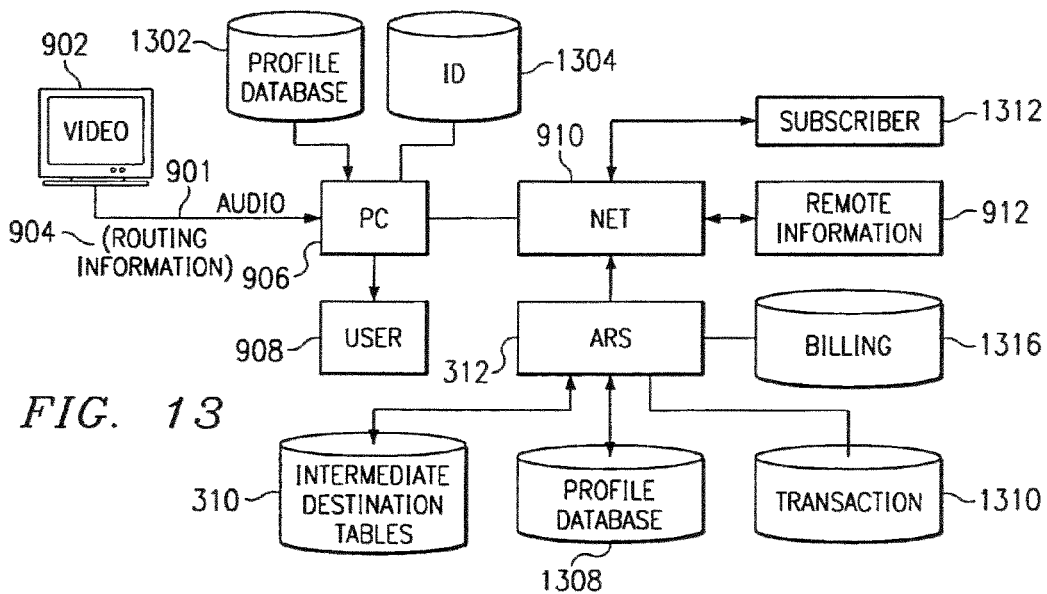 902
1302
PROFILE
DATABASE
ID
1304
VIDEO
910
SUBSCRIBER
1312
901
AUDIO
904
(ROUTING
INFORMATION)
PC
906
NET
REMOTE
INFORMATION
912
USER
908
ARS
312
BILLING
1316
FIG. 13
INTERMEDIATE
DESTINATION
TABLES
310
PROFILE
DATABASE
1308
TRANSACTION
1310